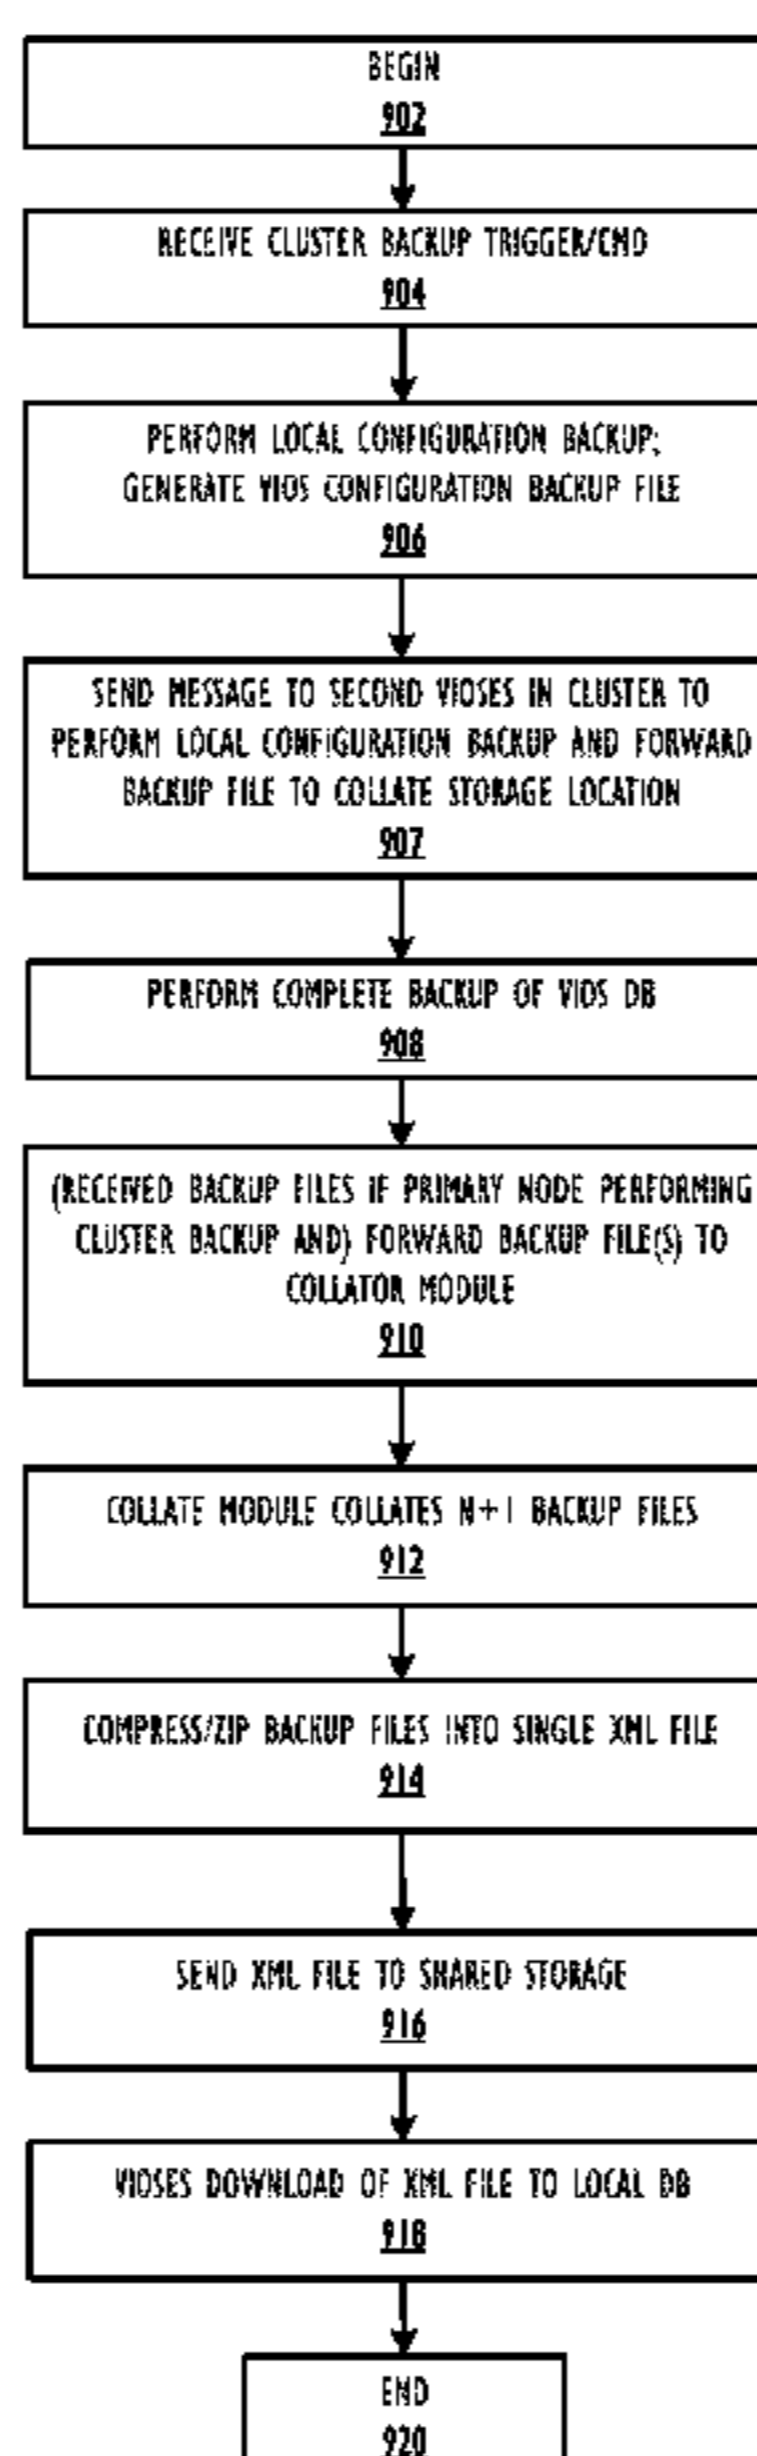 BEGIN
902
RECEIVE CLUSTER BACKUP TRIGGER/CMD
904
PERFORM LOCAL CONFIGURATION BACKUP;
GENERATE VIOS CONFIGURATION BACKUP FILE
906
SEND MESSAGE TO SECOND VIOSES IN CLUSTER TO
PERFORM LOCAL CONFIGURATION BACKUP AND FORWARD
BACKUP FILE TO COLLATE STORAGE LOCATION
907
PERFORM COMPLETE BACKUP OF VIOS DB
908
(RECEIVED BACKUP FILES IF PRIMARY NODE PERFORMING
CLUSTER BACKUP AND) FORWARD BACKUP FILE(S) TO
COLLATOR MODULE
910
COLLATE MODULE COLLATES N+1 BACKUP FILES
912
COMPRESS/ZIP BACKUP FILES INTO SINGLE XML FILE
914
SEND XML FILE TO SHARED STORAGE
916
VIOSES DOWNLOAD OF XML FILE TO LOCAL DB
918
END
920